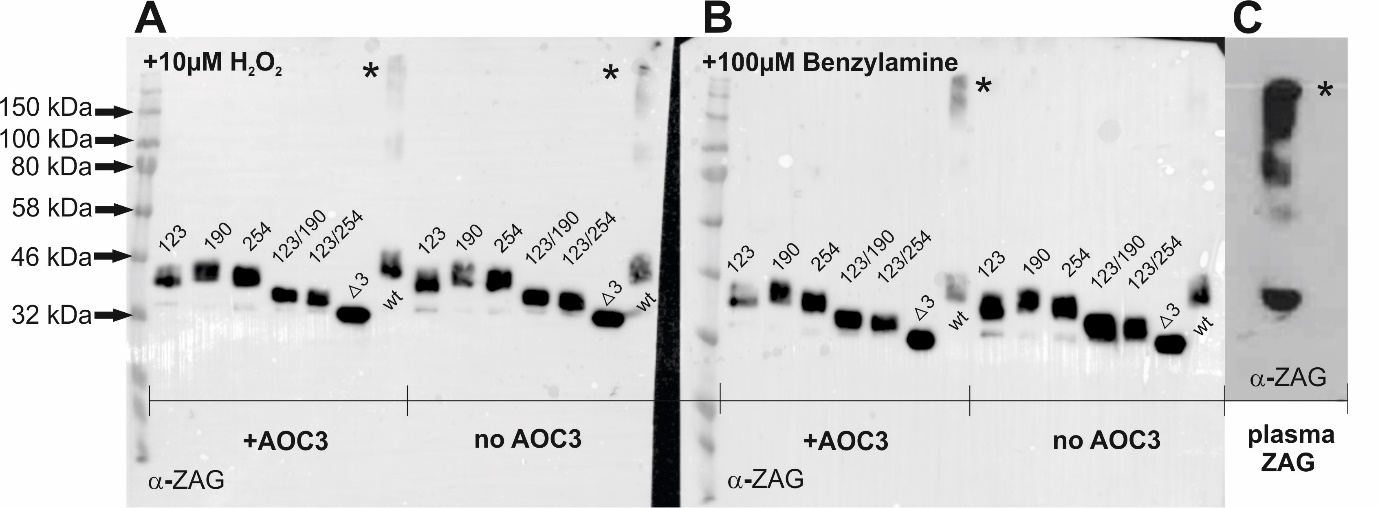 A
B
C
+10µM H₂O₂
*
*
+100µM Benzylamine
*
*
150 kDa
100 kDa
80 kDa
58 kDa
46 kDa
32 kDa
123
190
254
123/190
123/254
Δ3
wt
123
190
254
123/190
123/254
Δ3
wt
123
190
254
123/190
123/254
Δ3
wt
123
190
254
123/190
123/254
Δ3
wt
α-ZAG
+AOC3
no AOC3
+AOC3
no AOC3
plasma
ZAG
α-ZAG
α-ZAG